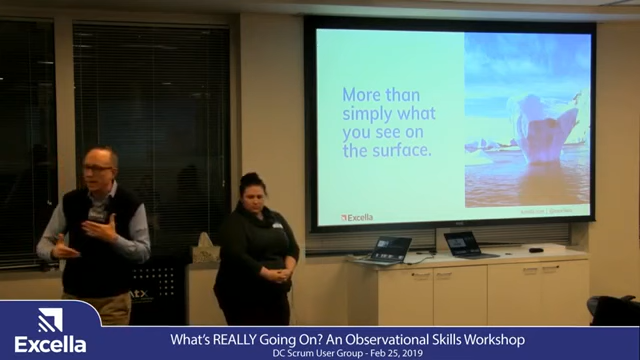 Excella
More than
simply what
you see on
the surface.
Excella
Excella
What's REALLY Going On? An Observational Skills Workshop
DC Scrum User Group - Feb 25, 2019